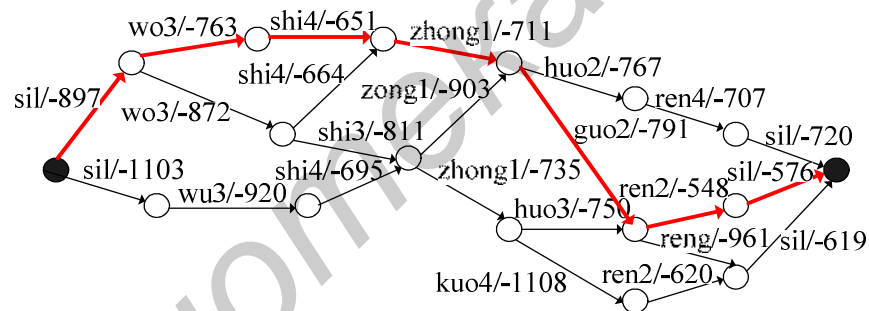 wo3/-763
shi4/-651
zhong1/-711
shi4/-664
huo2/-767
sil/-897
zong1/-903
ren4/-707
wo3/-872
shi3/-811
guo2/-791
sil/-720
sil/-1103
shi4/-695
zhong1/-735
sil/-576
wu3/-920
ren2/-548
huo3/-750
reng/-961
sil/-619
kuo4/-1108
ren2/-620